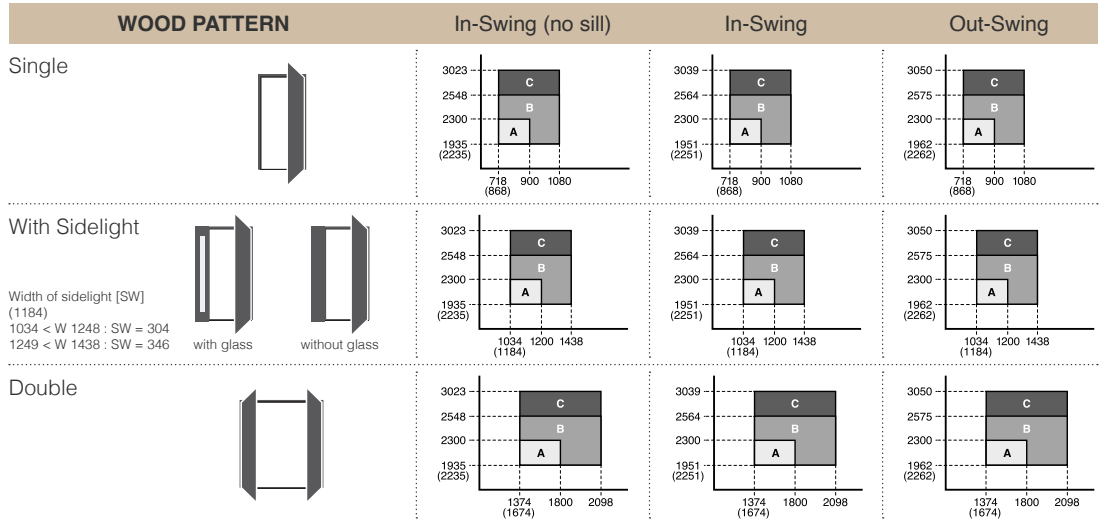 WOOD PATTERN In-Swing (no sill) In-Swing Out-Swing
Single
3023
2548
2300
1935
(2235)
718 900 1080
(868)
C
B
A
3039
2564
2300
1951
(2251)
718 900 1080
(868)
C
B
A
3050
2575
2300
1962
(2262)
718 900 1080
(868)
C
B
A
With Sidelight
Width of sidelight [SW]
(1184)
1034 < W 1248 : SW = 304
1249 < W 1438 : SW = 346
with glass without glass
3023
2548
2300
1935
(2235)
1034 1200 1438
(1184)
C
B
A
3039
2564
2300
1951
(2251)
1034 1200 1438
(1184)
C
B
A
3050
2575
2300
1962
(2262)
1034 1200 1438
(1184)
C
B
A
Double
3023
2548
2300
1935
(2235)
1374 1800 2098
(1674)
C
B
A
3039
2564
2300
1951
(2251)
1374 1800 2098
(1674)
C
B
A
3050
2575
2300
1962
(2262)
1374 1800 2098
(1674)
C
B
A